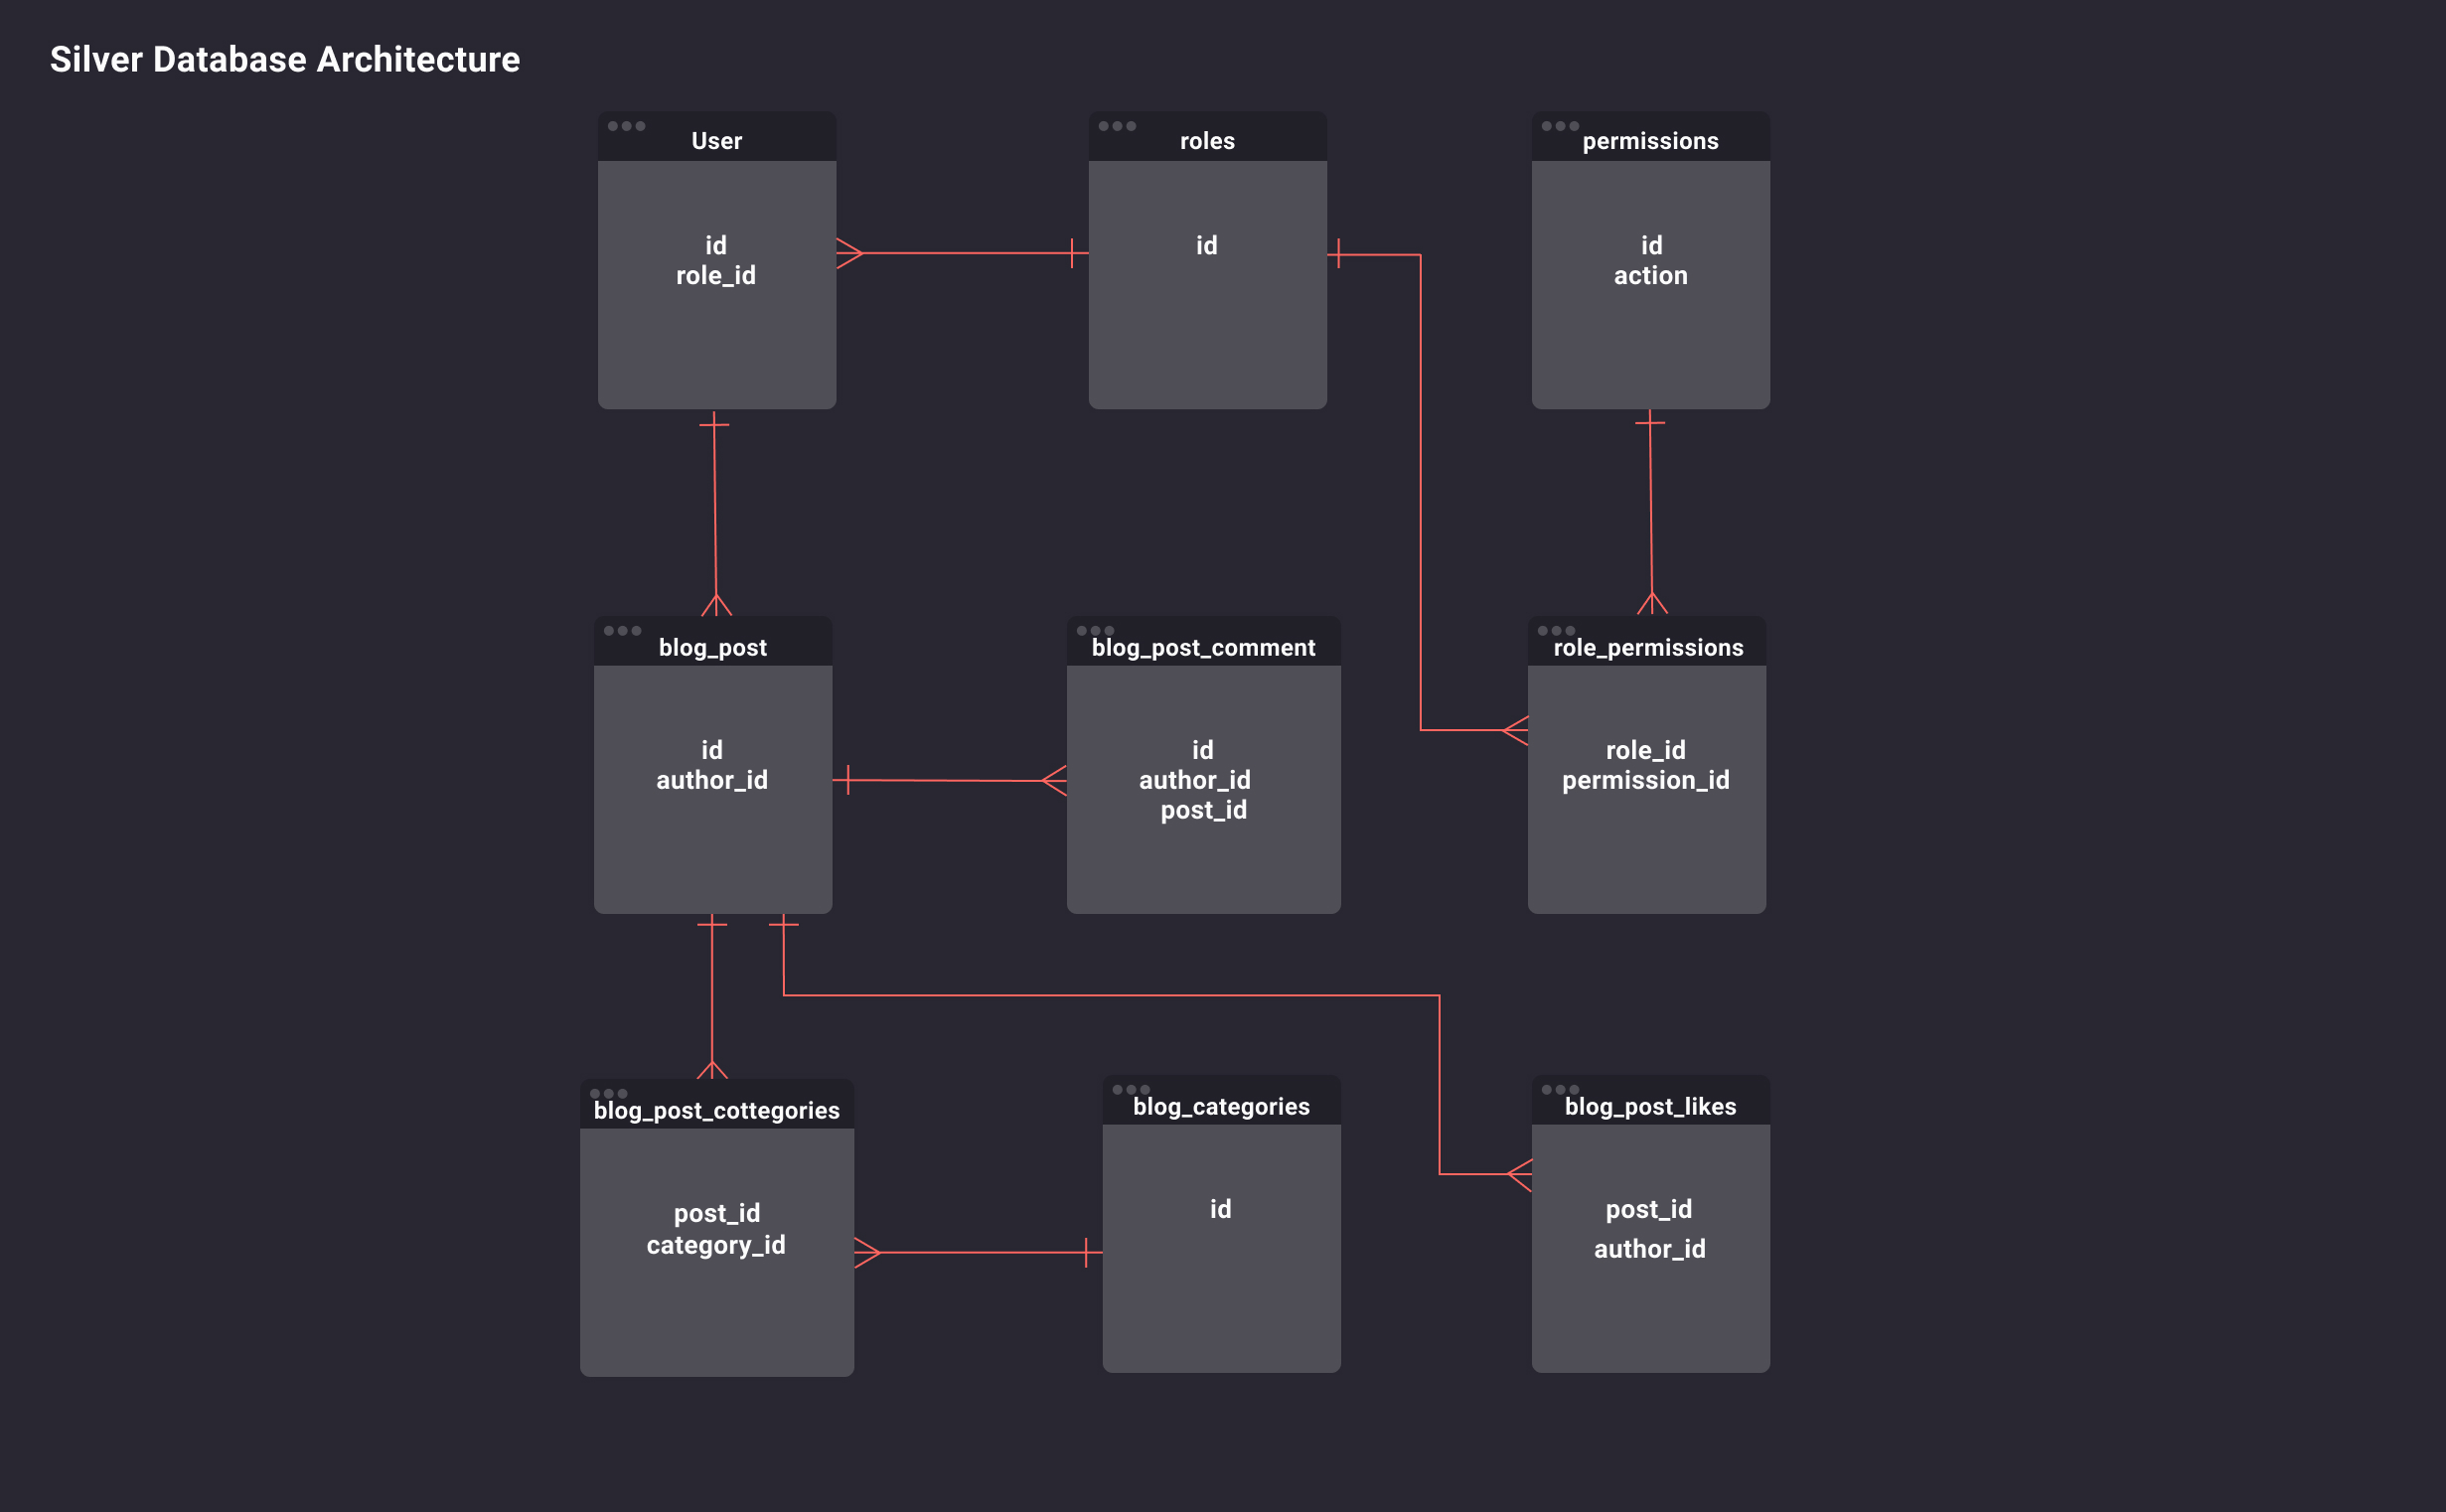 Silver Database Architecture
User
id
role_id
roles
id
permissions
id
action
blog_post
id
author_id
blog_post_comment
id
author_id
post_id
role_permissions
role_id
permission_id
blog_post_cottegories
post_id
category_id
blog_categories
id
blog_post_likes
post_id
author_id